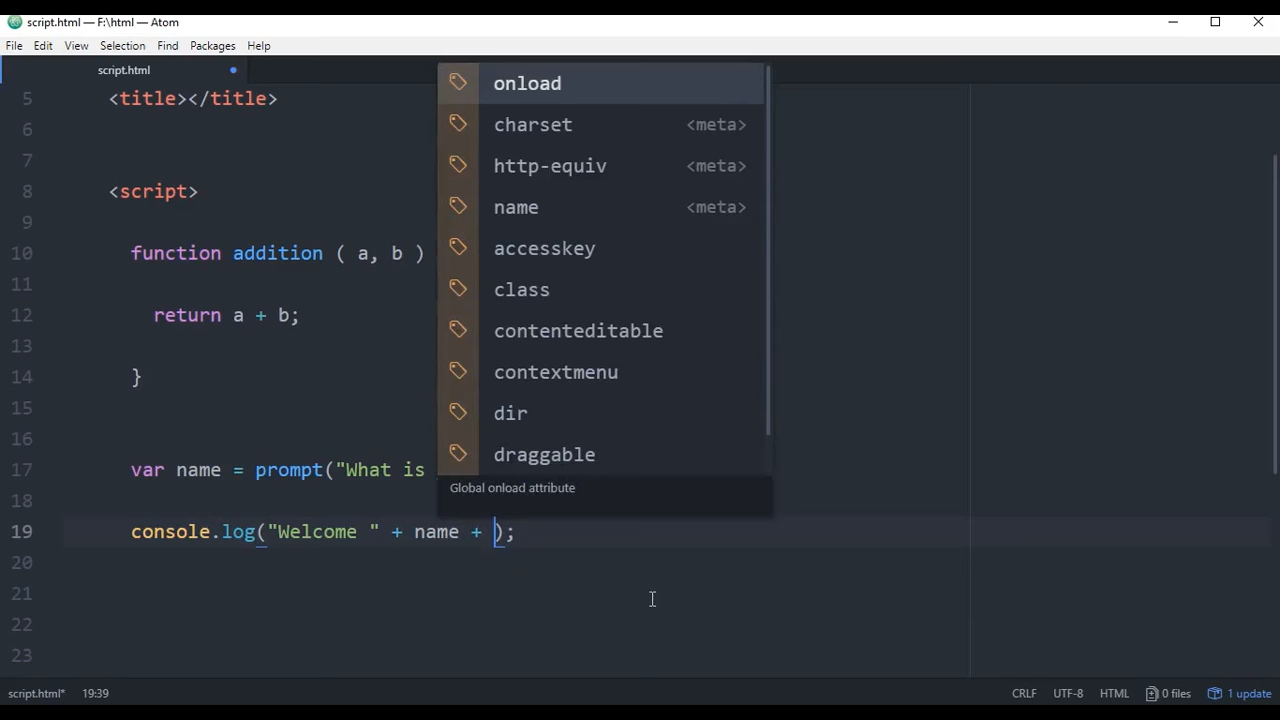 script.html — F:\html — Atom
File Edit View Selection Find Packages Help
script.html
5 <title></title>
6
7
8 <script>
9
10 function addition ( a, b )
11
12 return a + b;
13
14 }
15
16
17 var name = prompt("What is
18
19 console.log("Welcome " + name + );
20
21
22
23
onload
charset <meta>
http-equiv <meta>
name <meta>
accesskey
class
contenteditable
contextmenu
dir
draggable
Global onload attribute
script.html* 19:39 CRLF UTF-8 HTML 0 files 1 update